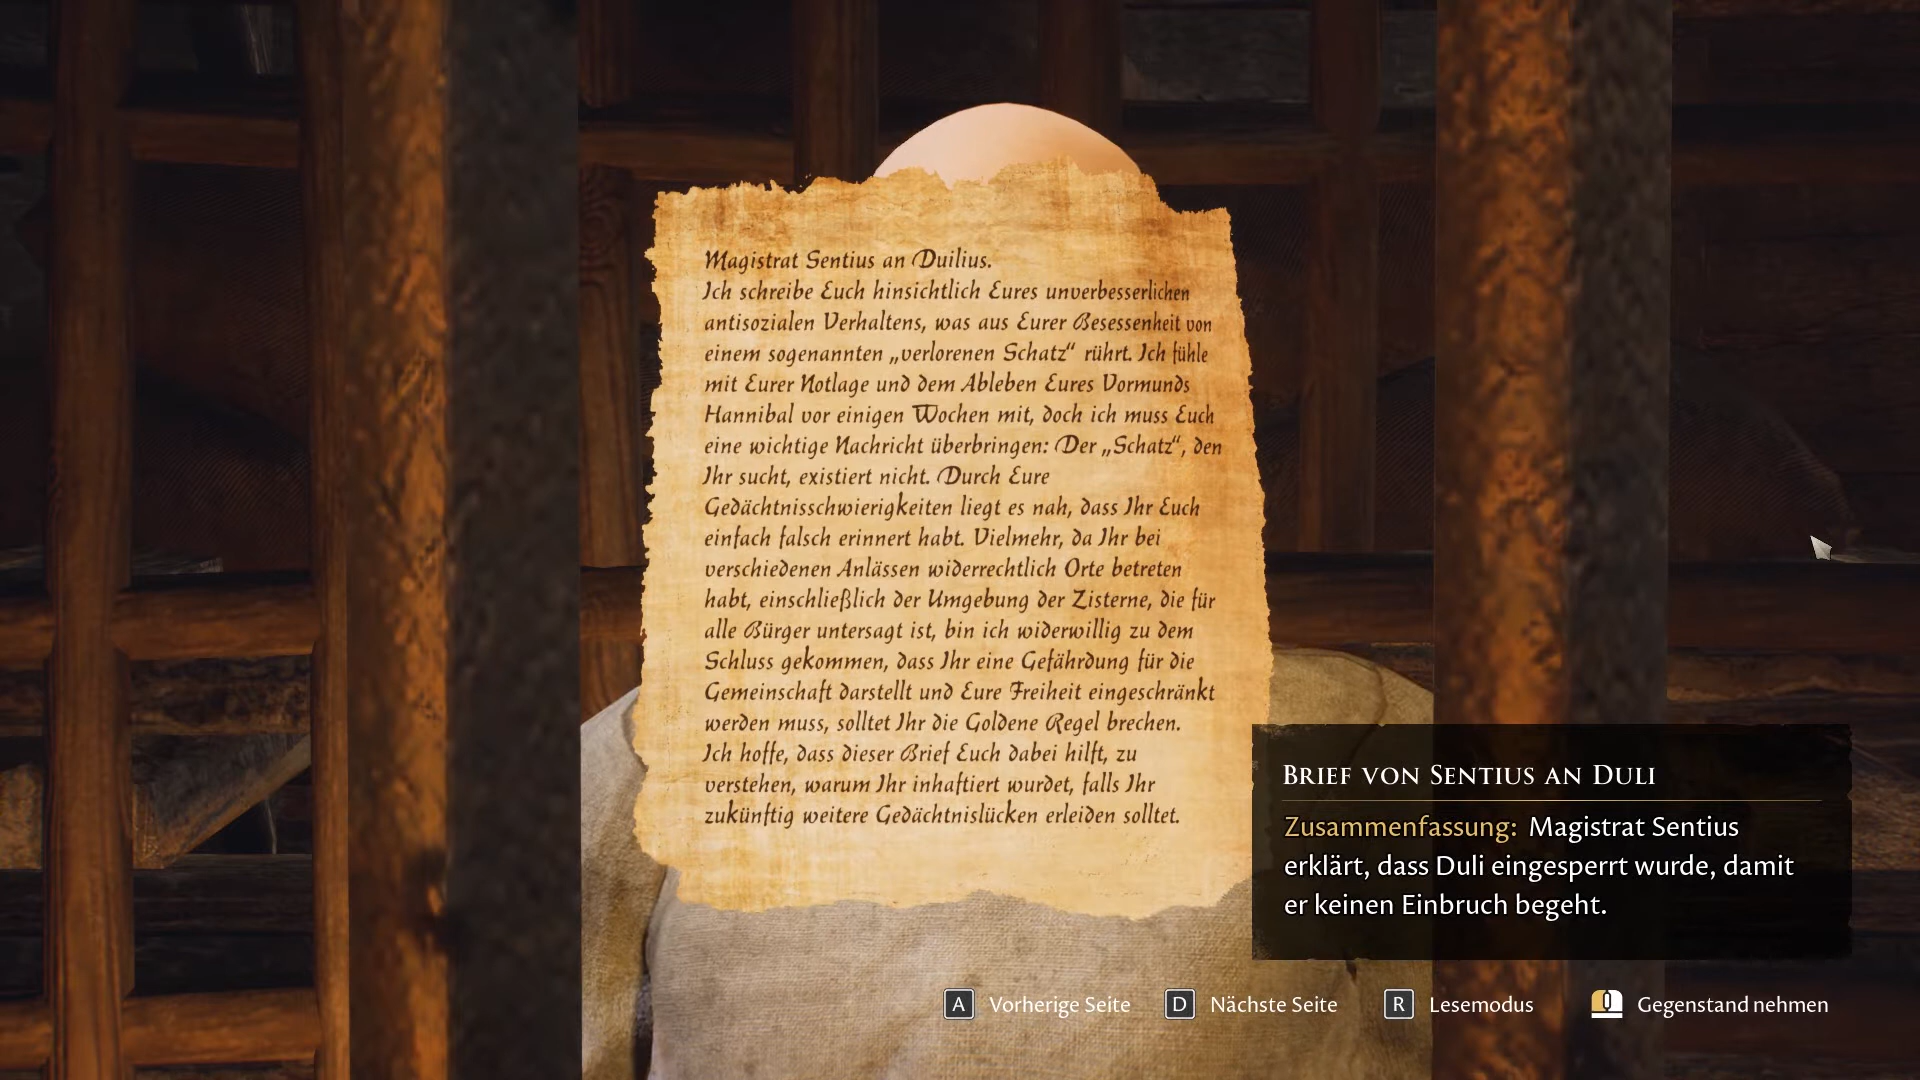 Magistrat Sentius an Duilius.
Ich schreibe Euch hinsichtlich Eures unverbesserlichen
antisozialen Verhaltens, was aus Eurer Besessenheit von
einem sogenannten „verlorenen Schatz“ rührt. Ich fühle
mit Eurer Notlage und dem Ableben Eures Vormunds
Hannibal vor einigen Wochen mit, doch ich muss Euch
eine wichtige Nachricht überbringen: Der „Schatz“, den
Ihr sucht, existiert nicht. Durch Eure
Gedächtnisschwierigkeiten liegt es nah, dass Ihr Euch
einfach falsch erinnert habt. Vielmehr, da Ihr bei
verschiedenen Anlässen widerrechtlich Orte betreten
habt, einschließlich der Umgebung der Zisterne, die für
alle Bürger untersagt ist, bin ich widerwillig zu dem
Schluss gekommen, dass Ihr eine Gefährdung für die
Gemeinschaft darstellt und Eure Freiheit eingeschränkt
werden muss, solltet Ihr die Goldene Regel brechen.
Ich hoffe, dass dieser Brief Euch dabei hilft, zu
verstehen, warum Ihr inhaftiert wurdet, falls Ihr
zukünftig weitere Gedächtnislücken erleiden solltet.
Brief von Sentius an Duli
Zusammenfassung: Magistrat Sentius
erklärt, dass Duli eingesperrt wurde, damit
er keinen Einbruch begeht.
A Vorherige Seite D Nächste Seite R Lesemodus Gegenstand nehmen